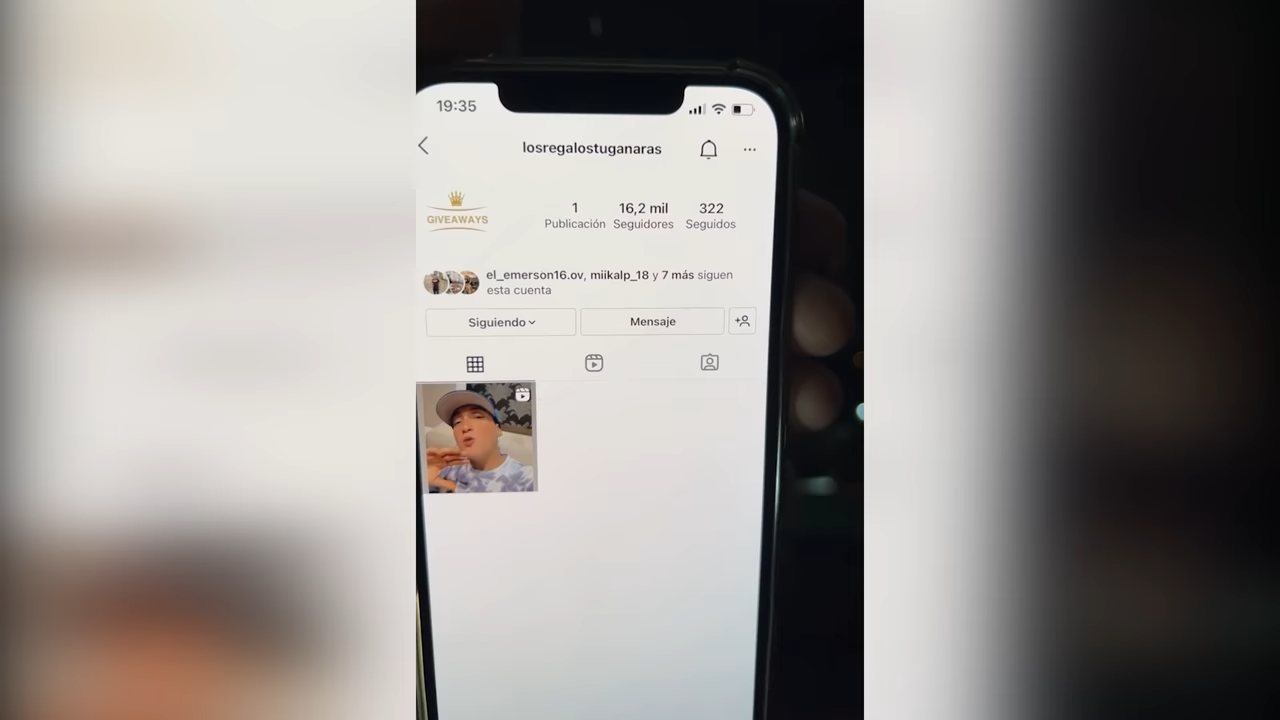 19:35
losregalostuganaras
GIVEAWAYS
1 16,2 mil 322
Publicación Seguidores Seguidos
el_emerson16.ov, miikalp_18 y 7 más siguen
esta cuenta
Siguiendo Mensaje